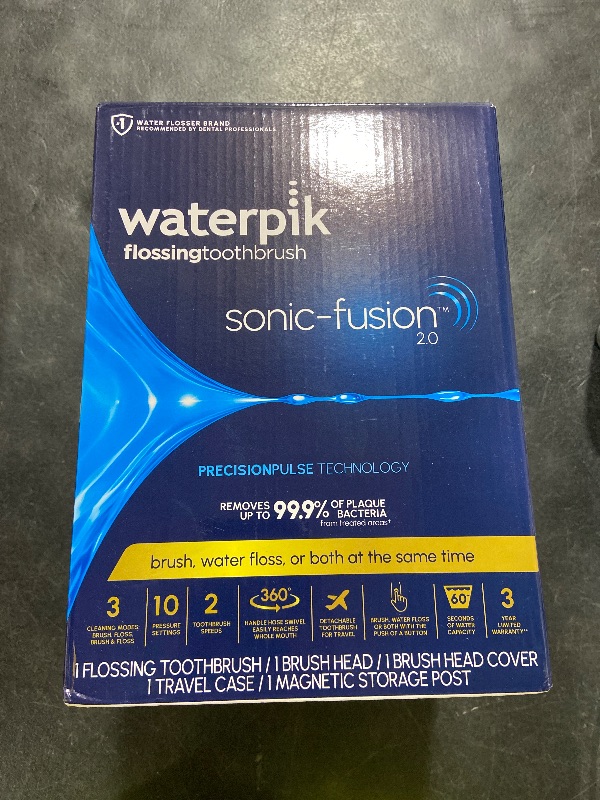 #1 WATER FLOSSER BRAND
RECOMMENDED BY DENTAL PROFESSIONALS
waterpik
flossingtoothbrush
sonic-fusion™
2.0
PRECISIONPULSE TECHNOLOGY
REMOVES UP TO 99.9% OF PLAQUE BACTERIA
from treated areas†
brush, water floss, or both at the same time
3
CLEANING MODES
BRUSH, FLOSS,
BRUSH & FLOSS
10
PRESSURE
SETTINGS
2
TOOTHBRUSH
SPEEDS
360°
HANDLE HOSE SWIVEL
EASILY REACHES
WHOLE MOUTH
DETACHABLE
TOOTHBRUSH
FOR TRAVEL
BRUSH, WATER FLOSS
OR BOTH WITH THE
PUSH OF A BUTTON
60+
SECONDS
OF WATER
CAPACITY
3
YEAR
LIMITED
WARRANTY**
1 FLOSSING TOOTHBRUSH / 1 BRUSH HEAD / 1 BRUSH HEAD COVER
1 TRAVEL CASE / 1 MAGNETIC STORAGE POST